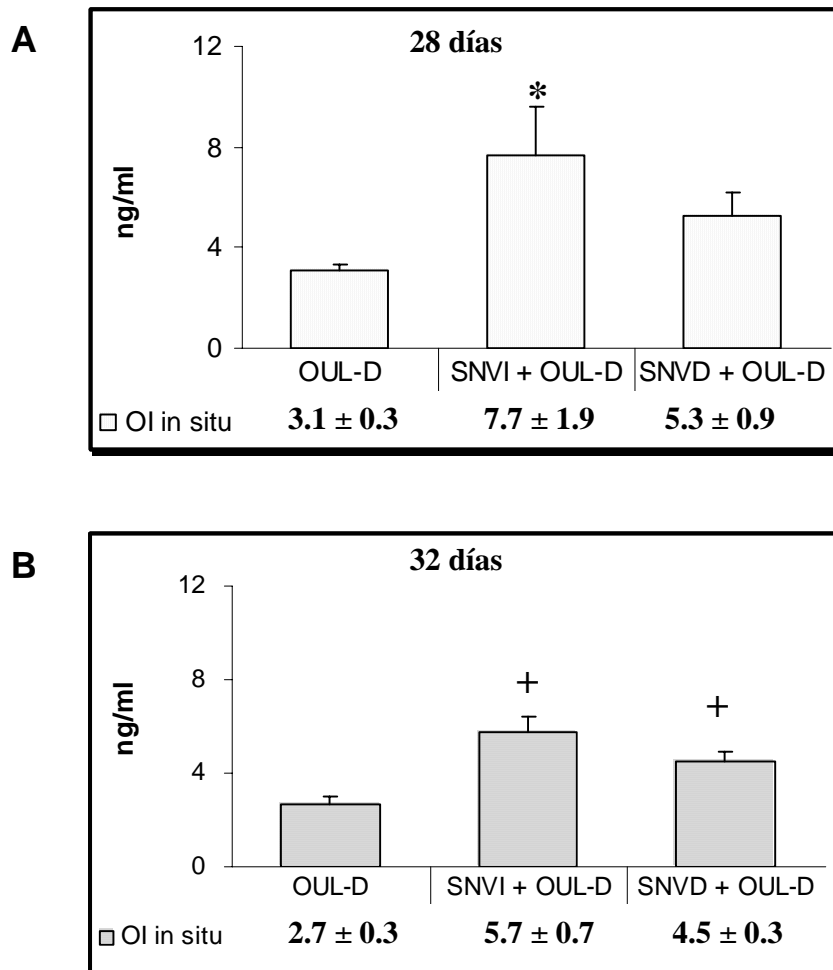 A
28 días
12
8
4
0
ng/ml
*
OUL-D
SNVI + OUL-D
SNVD + OUL-D
OI in situ 3.1 ± 0.3 7.7 ± 1.9 5.3 ± 0.9
B
32 días
12
8
4
0
ng/ml
+
+
OUL-D
SNVI + OUL-D
SNVD + OUL-D
OI in situ 2.7 ± 0.3 5.7 ± 0.7 4.5 ± 0.3